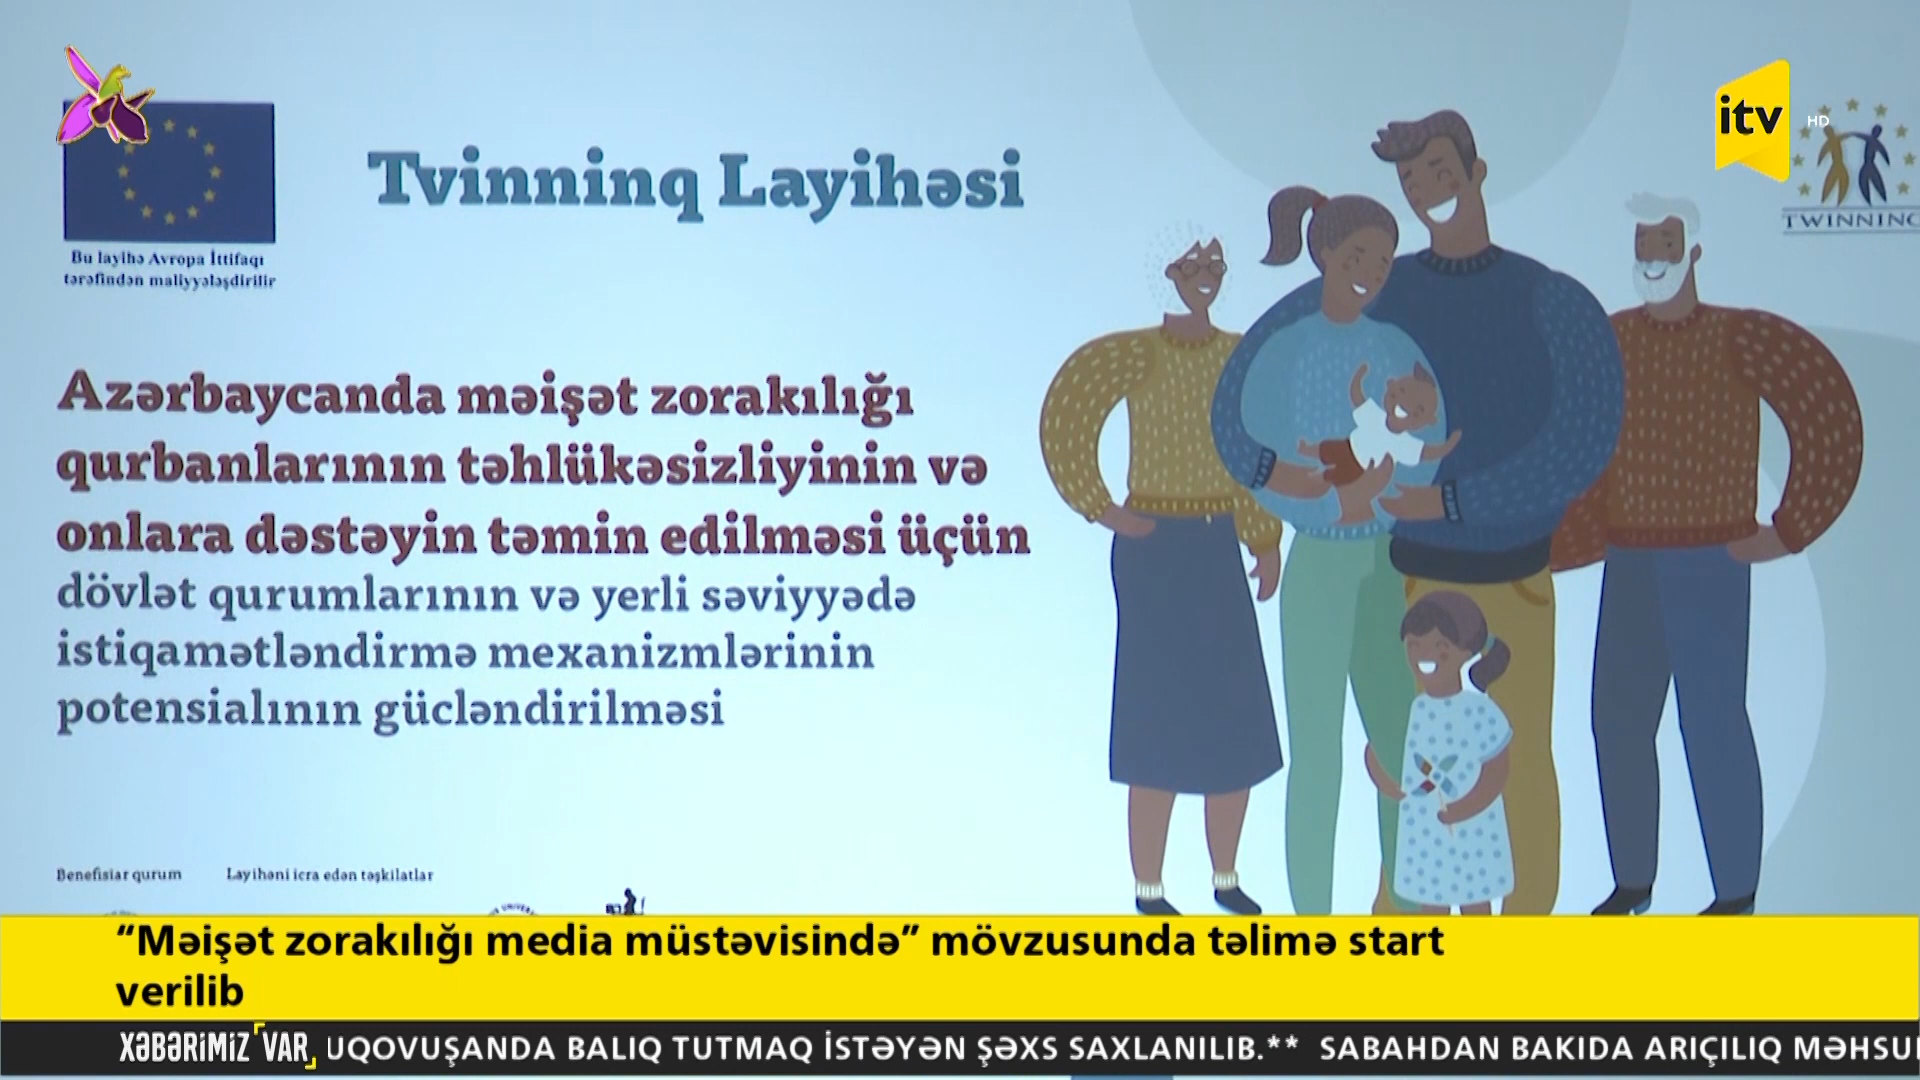 itv HD
TWINNING
Tvinninq Layihəsi
Bu layihə Avropa İttifaqı
tərəfindən maliyyələşdirilir
Azərbaycanda məişət zorakılığı
qurbanlarının təhlükəsizliyinin və
onlara dəstəyin təmin edilməsi üçün
dövlət qurumlarının və yerli səviyyədə
istiqamətləndirmə mexanizmlərinin
potensialının gücləndirilməsi
Benefisiar qurum
Layihəni icra edən təşkilatlar
“Məişət zorakılığı media müstəvisində” mövzusunda təlimə start
verilib
XƏBƏRİMİZ VAR
UQOVUŞANDA BALIQ TUTMAQ İSTƏYƏN ŞƏXS SAXLANILIB.** SABAHDAN BAKIDA ARIÇILIQ MƏHSUL